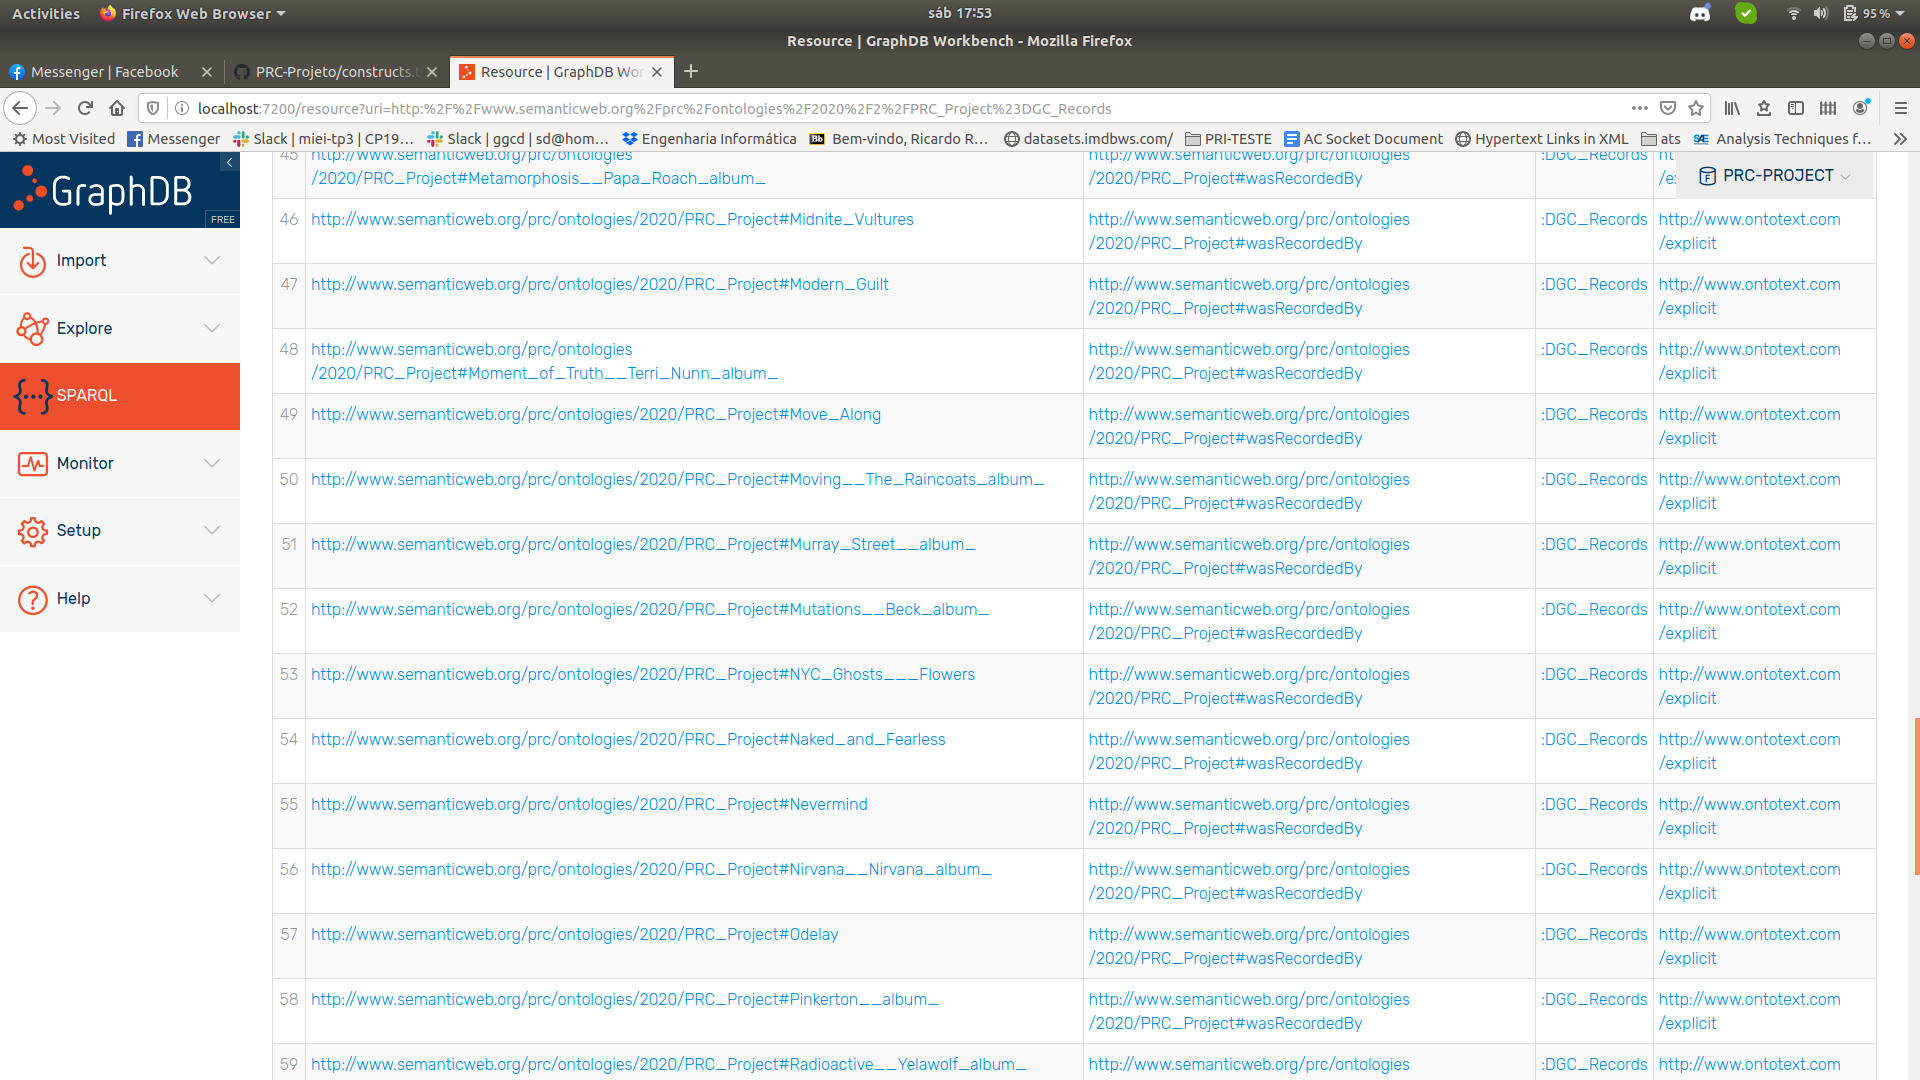 Activities Firefox Web Browser sáb 17:53 95 %
Resource | GraphDB Workbench - Mozilla Firefox
Messenger | Facebook PRC-Projeto/constructs. Resource | GraphDB Wor
localhost:7200/resource?uri=http:%2F%2Fwww.semanticweb.org%2Fprc%2Fontologies%2F2020%2F2%2FPRC_Project%23DGC_Records
Most Visited Messenger Slack | miei-tp3 | CP19… Slack | ggcd | sd@hom… Engenharia Informática Bb Bem-vindo, Ricardo R… datasets.imdbws.com/ PRI-TESTE AC Socket Document Hypertext Links in XML ats SAE Analysis Techniques f…
GraphDB
FREE
Import
Explore
SPARQL
Monitor
Setup
Help
PRC-PROJECT
45 http://www.semanticweb.org/prc/ontologies http://www.semanticweb.org/prc/ontologies :DGC_Records
/2020/PRC_Project#Metamorphosis__Papa_Roach_album_ /2020/PRC_Project#wasRecordedBy
46 http://www.semanticweb.org/prc/ontologies/2020/PRC_Project#Midnite_Vultures http://www.semanticweb.org/prc/ontologies :DGC_Records http://www.ontotext.com
/2020/PRC_Project#wasRecordedBy /explicit
47 http://www.semanticweb.org/prc/ontologies/2020/PRC_Project#Modern_Guilt http://www.semanticweb.org/prc/ontologies :DGC_Records http://www.ontotext.com
/2020/PRC_Project#wasRecordedBy /explicit
48 http://www.semanticweb.org/prc/ontologies http://www.semanticweb.org/prc/ontologies :DGC_Records http://www.ontotext.com
/2020/PRC_Project#Moment_of_Truth__Terri_Nunn_album_ /2020/PRC_Project#wasRecordedBy /explicit
49 http://www.semanticweb.org/prc/ontologies/2020/PRC_Project#Move_Along http://www.semanticweb.org/prc/ontologies :DGC_Records http://www.ontotext.com
/2020/PRC_Project#wasRecordedBy /explicit
50 http://www.semanticweb.org/prc/ontologies/2020/PRC_Project#Moving__The_Raincoats_album_ http://www.semanticweb.org/prc/ontologies :DGC_Records http://www.ontotext.com
/2020/PRC_Project#wasRecordedBy /explicit
51 http://www.semanticweb.org/prc/ontologies/2020/PRC_Project#Murray_Street__album_ http://www.semanticweb.org/prc/ontologies :DGC_Records http://www.ontotext.com
/2020/PRC_Project#wasRecordedBy /explicit
52 http://www.semanticweb.org/prc/ontologies/2020/PRC_Project#Mutations__Beck_album_ http://www.semanticweb.org/prc/ontologies :DGC_Records http://www.ontotext.com
/2020/PRC_Project#wasRecordedBy /explicit
53 http://www.semanticweb.org/prc/ontologies/2020/PRC_Project#NYC_Ghosts___Flowers http://www.semanticweb.org/prc/ontologies :DGC_Records http://www.ontotext.com
/2020/PRC_Project#wasRecordedBy /explicit
54 http://www.semanticweb.org/prc/ontologies/2020/PRC_Project#Naked_and_Fearless http://www.semanticweb.org/prc/ontologies :DGC_Records http://www.ontotext.com
/2020/PRC_Project#wasRecordedBy /explicit
55 http://www.semanticweb.org/prc/ontologies/2020/PRC_Project#Nevermind http://www.semanticweb.org/prc/ontologies :DGC_Records http://www.ontotext.com
/2020/PRC_Project#wasRecordedBy /explicit
56 http://www.semanticweb.org/prc/ontologies/2020/PRC_Project#Nirvana__Nirvana_album_ http://www.semanticweb.org/prc/ontologies :DGC_Records http://www.ontotext.com
/2020/PRC_Project#wasRecordedBy /explicit
57 http://www.semanticweb.org/prc/ontologies/2020/PRC_Project#Odelay http://www.semanticweb.org/prc/ontologies :DGC_Records http://www.ontotext.com
/2020/PRC_Project#wasRecordedBy /explicit
58 http://www.semanticweb.org/prc/ontologies/2020/PRC_Project#Pinkerton__album_ http://www.semanticweb.org/prc/ontologies :DGC_Records http://www.ontotext.com
/2020/PRC_Project#wasRecordedBy /explicit
59 http://www.semanticweb.org/prc/ontologies/2020/PRC_Project#Radioactive__Yelawolf_album_ http://www.semanticweb.org/prc/ontologies :DGC_Records http://www.ontotext.com